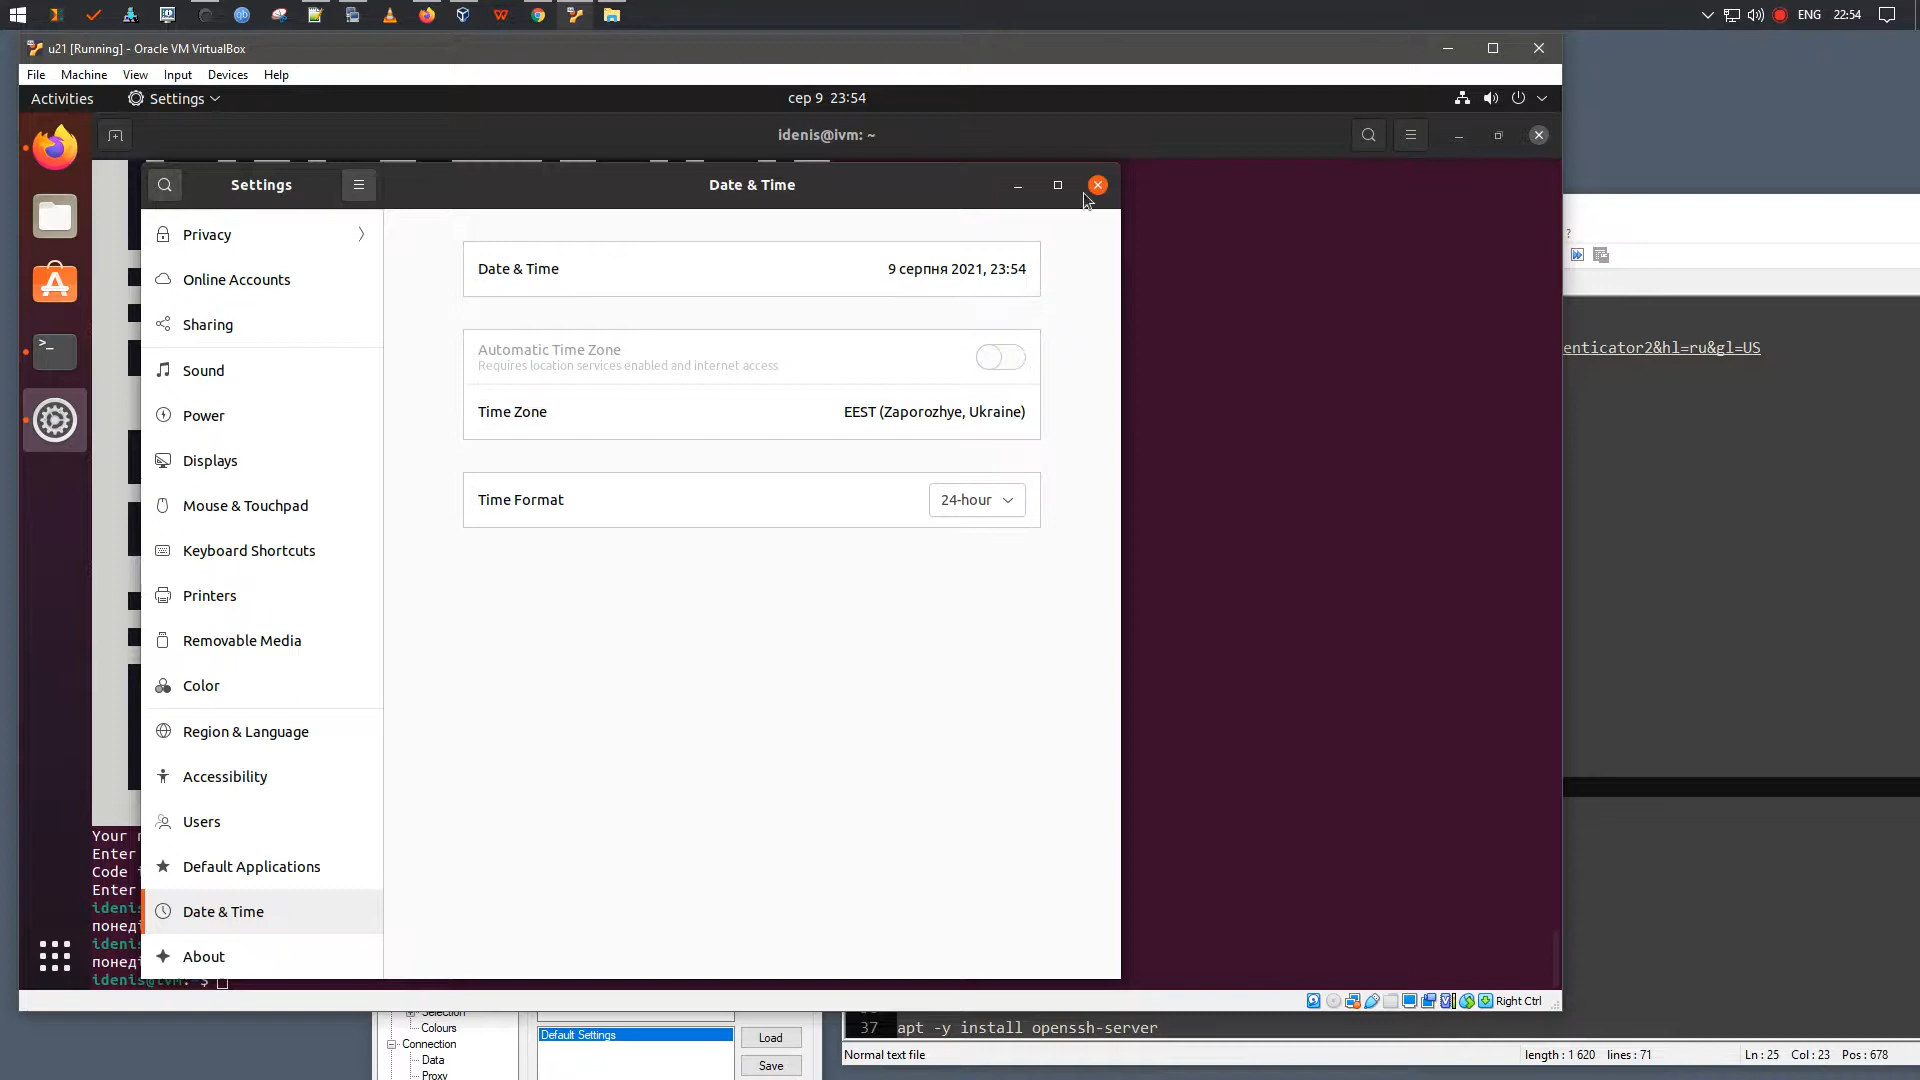 ENG 22:54
u21 [Running] - Oracle VM VirtualBox
File Machine View Input Devices Help
Activities Settings сер 9 23:54
idenis@ivm: ~
Settings
Date & Time
Privacy
Online Accounts
Sharing
Sound
Power
Displays
Mouse & Touchpad
Keyboard Shortcuts
Printers
Removable Media
Color
Region & Language
Accessibility
Users
Default Applications
Date & Time
About
Date & Time 9 серпня 2021, 23:54
Automatic Time Zone
Requires location services enabled and internet access
Time Zone EEST (Zaporozhye, Ukraine)
Time Format 24-hour
?
enticator2&hl=ru&gl=US
Your
Enter
Code
Enter
idenis@ivm:~$
Right Ctrl
Selection
Colours
Connection
Data
Proxy
Default Settings
Load
Save
37 apt -y install openssh-server
Normal text file length : 1 620 lines : 71 Ln : 25 Col : 23 Pos : 678